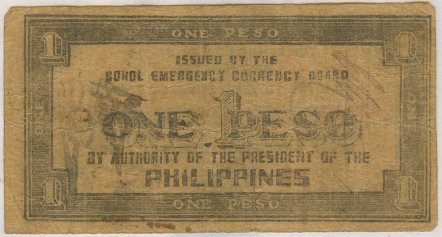 1 ONE PESO 1
ISSUED BY THE
BOHOL EMERGENCY CURRENCY BOARD
ONE 1 PESO
BY AUTHORITY OF THE PRESIDENT OF THE
PHILIPPINES
1 ONE PESO 1